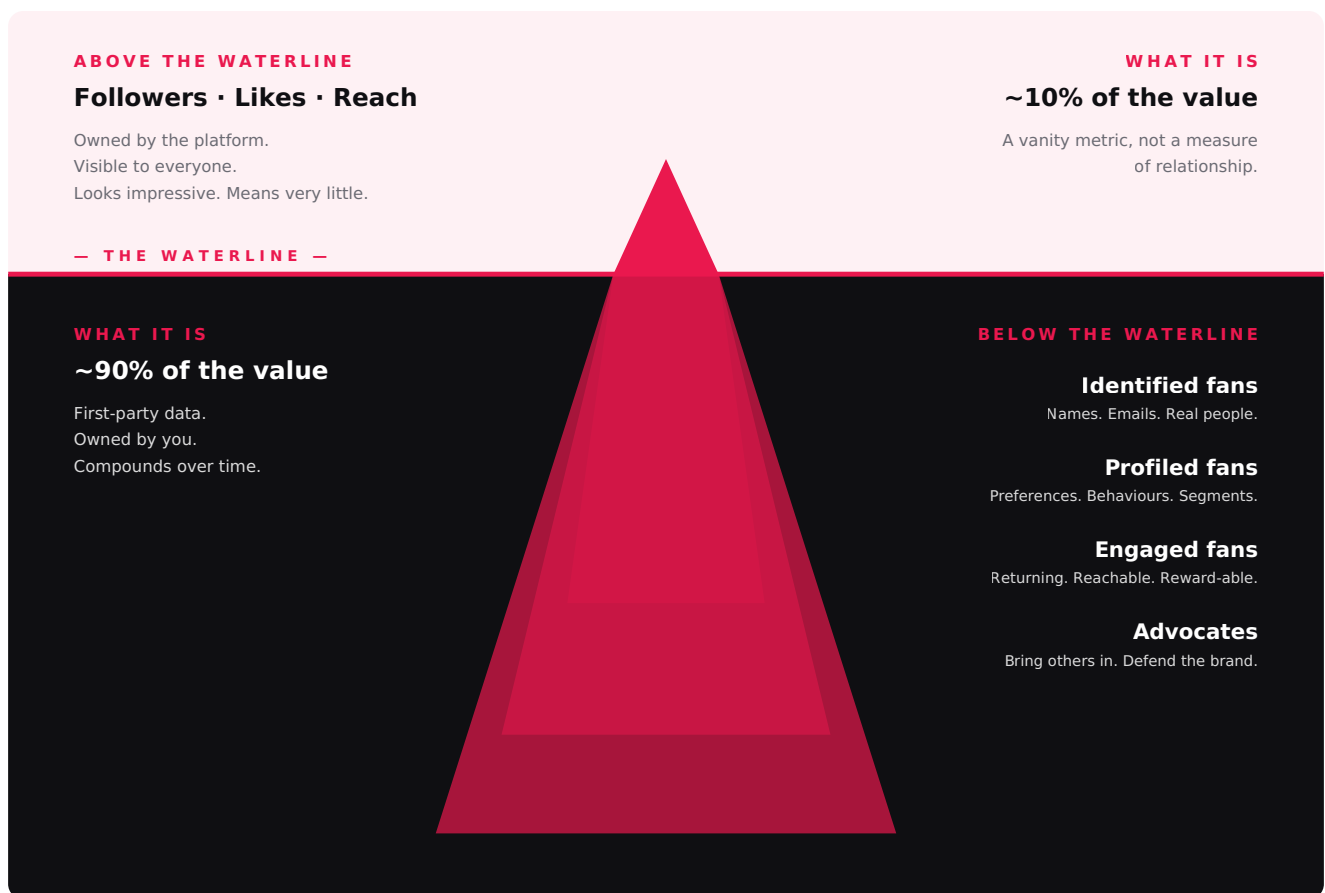 ABOVE THE WATERLINE
Followers · Likes · Reach
Owned by the platform.
Visible to everyone.
Looks impressive. Means very little.
WHAT IT IS
~10% of the value
A vanity metric, not a measure
of relationship.
— THE WATERLINE —
WHAT IT IS
~90% of the value
First-party data.
Owned by you.
Compounds over time.
BELOW THE WATERLINE
Identified fans
Names. Emails. Real people.
Profiled fans
Preferences. Behaviours. Segments.
Engaged fans
Returning. Reachable. Reward-able.
Advocates
Bring others in. Defend the brand.